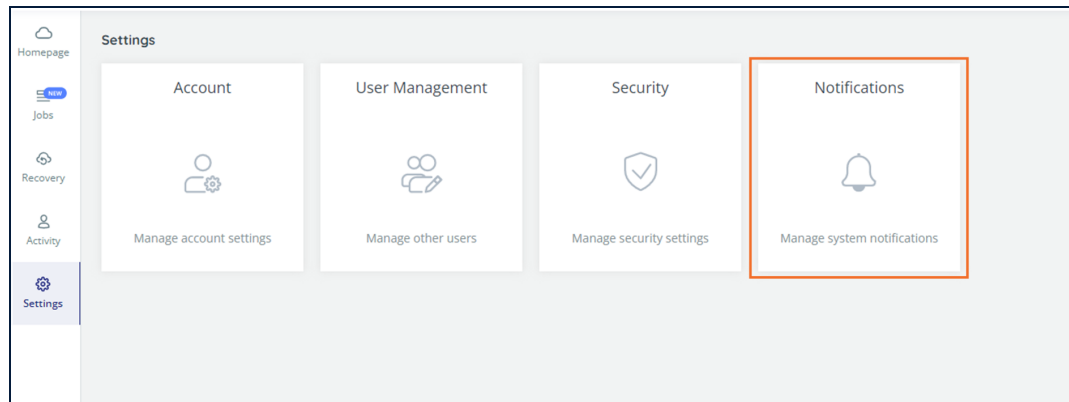 Homepage
NEW
Jobs
Recovery
Activity
Settings
Settings
Account
Manage account settings
User Management
Manage other users
Security
Manage security settings
Notifications
Manage system notifications